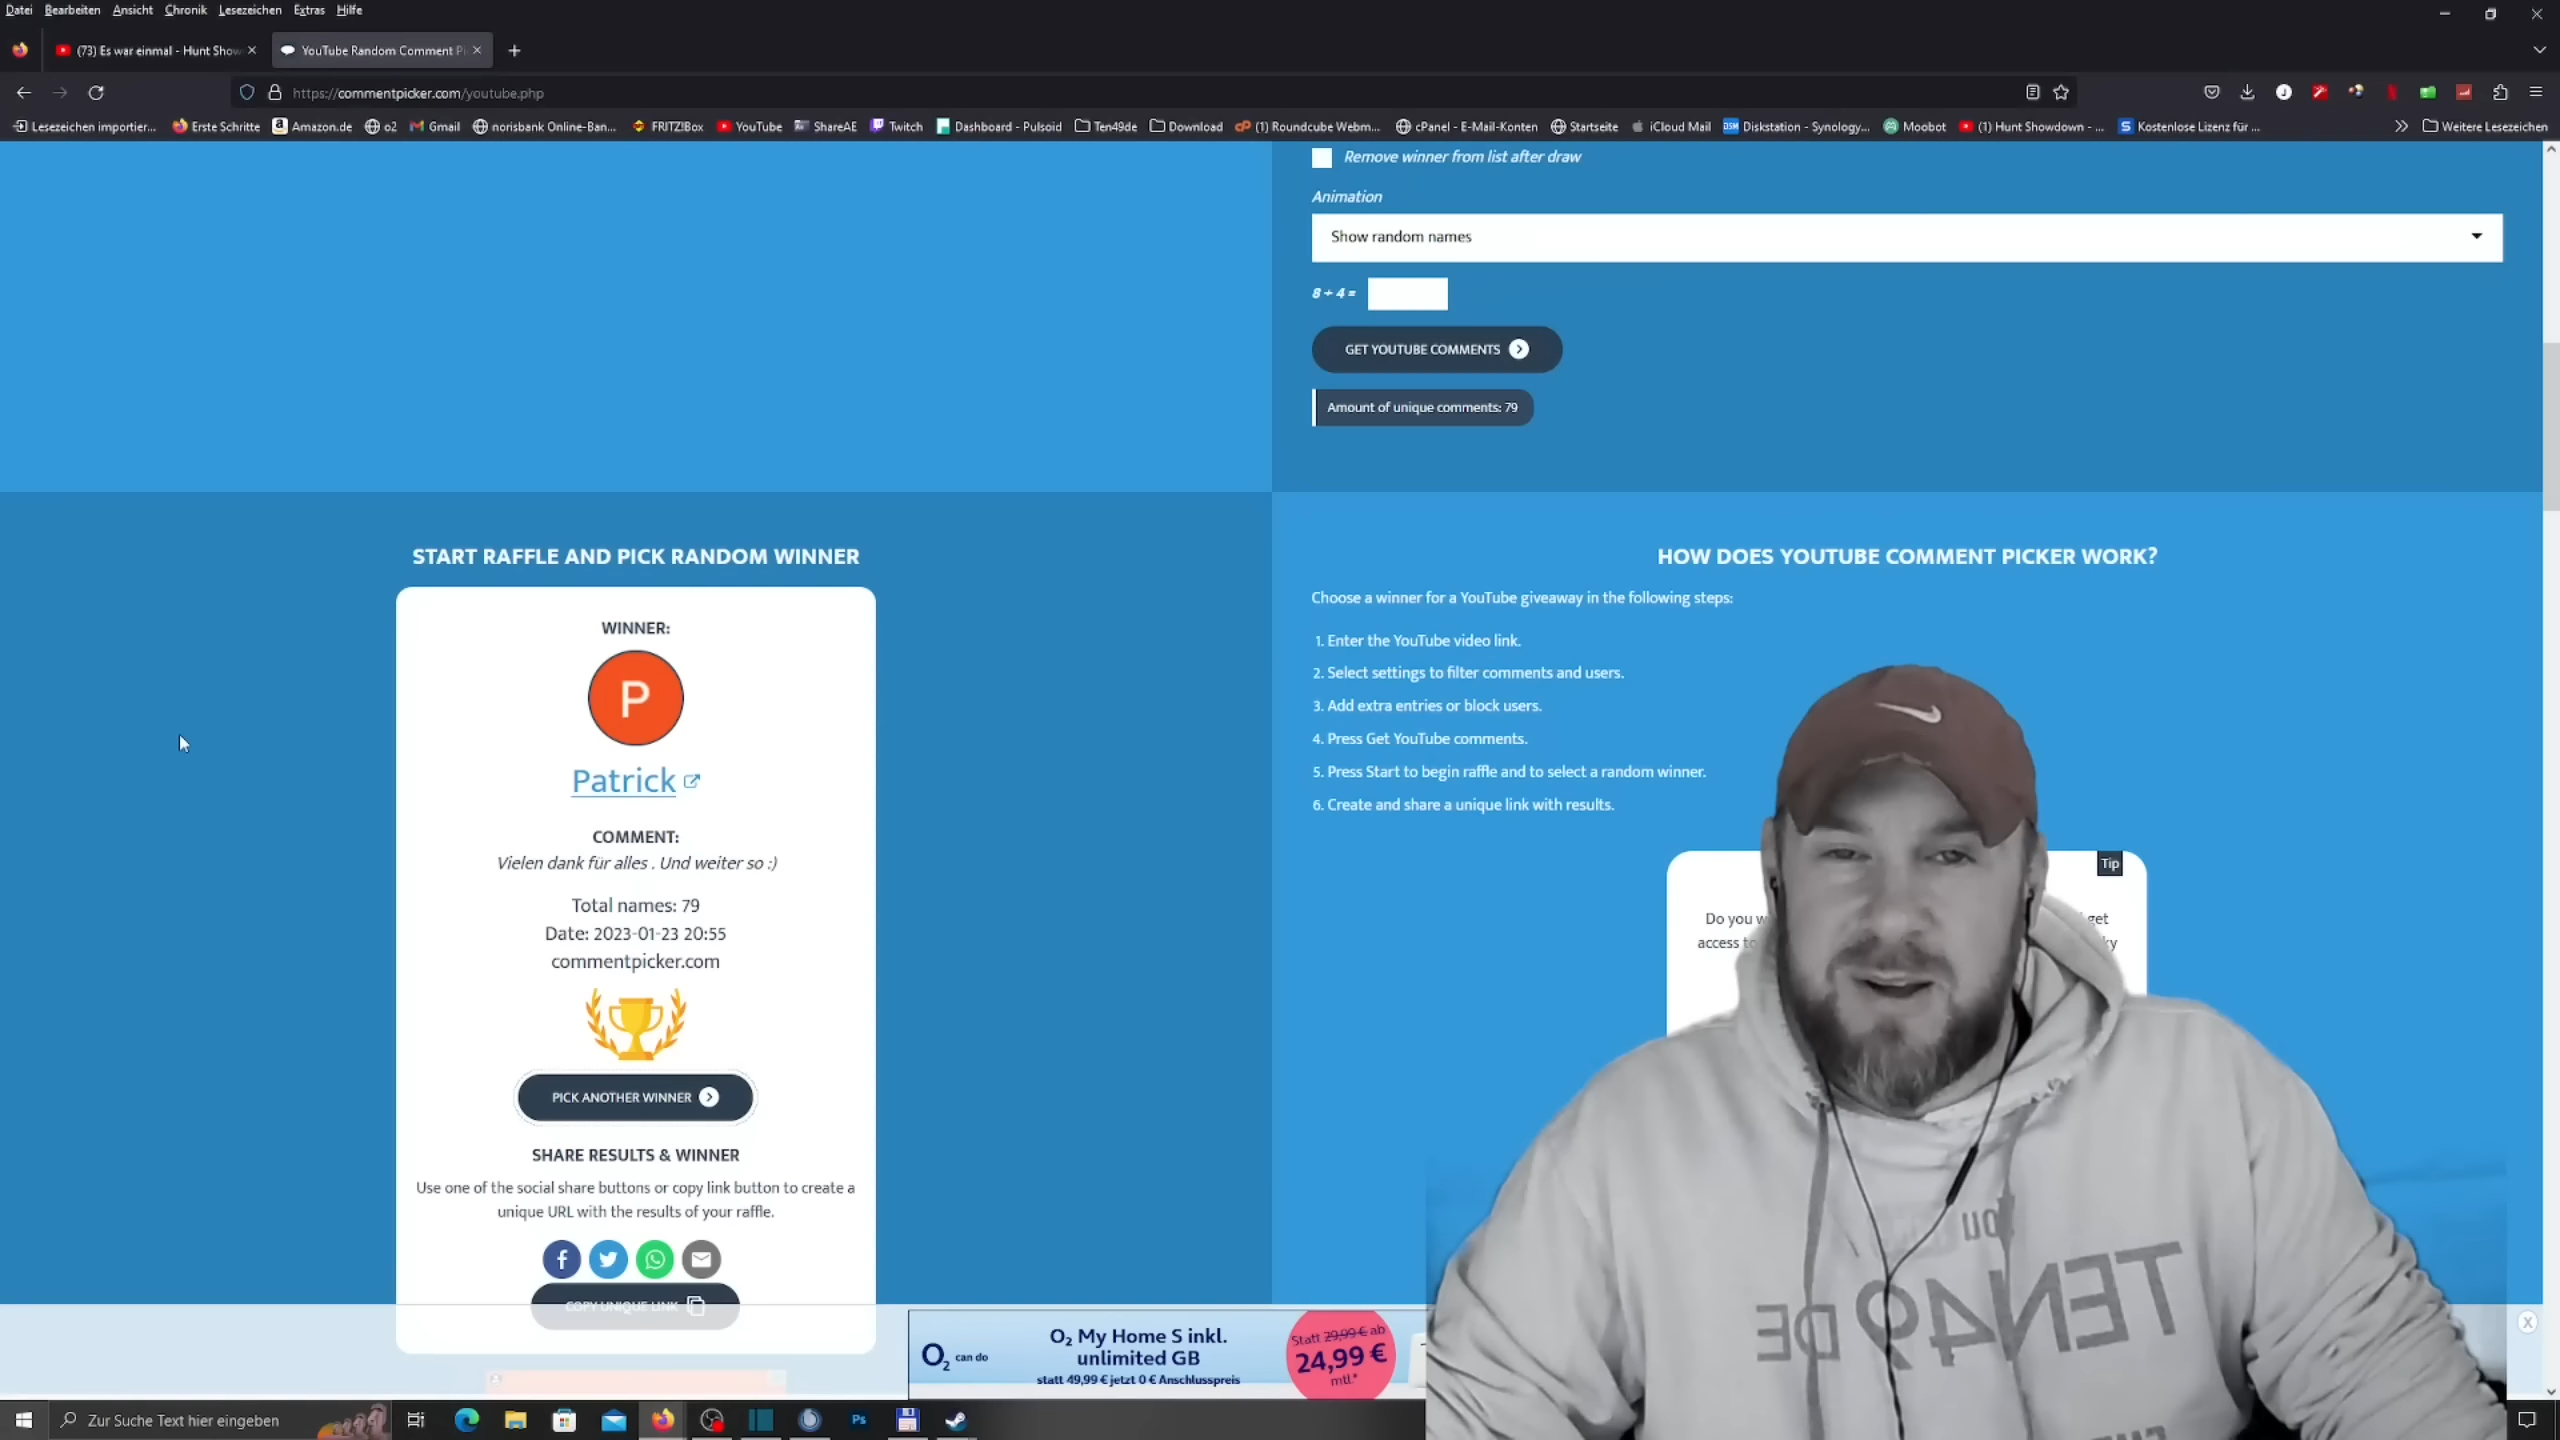 Datei Bearbeiten Ansicht Chronik Lesezeichen Extras Hilfe
(73) Es war einmal - Hunt Show
YouTube Random Comment Pi
https://commentpicker.com/youtube.php
Lesezeichen importier... Erste Schritte Amazon.de o2 Gmail norisbank Online-Ban... FRITZ!Box YouTube ShareAE Twitch Dashboard - Pulsoid Ten49de Download (1) Roundcube Webm... cPanel - E-Mail-Konten Startseite iCloud Mail Diskstation - Synology... Moobot (1) Hunt Showdown - ... Kostenlose Lizenz für ... Weitere Lesezeichen
Remove winner from list after draw
Animation
Show random names
8 + 4 =
GET YOUTUBE COMMENTS
Amount of unique comments: 79
START RAFFLE AND PICK RANDOM WINNER
WINNER:
P
Patrick
COMMENT:
Vielen dank für alles . Und weiter so :)
Total names: 79
Date: 2023-01-23 20:55
commentpicker.com
PICK ANOTHER WINNER
SHARE RESULTS & WINNER
Use one of the social share buttons or copy link button to create a
unique URL with the results of your raffle.
COPY UNIQUE LINK
HOW DOES YOUTUBE COMMENT PICKER WORK?
Choose a winner for a YouTube giveaway in the following steps:
1. Enter the YouTube video link.
2. Select settings to filter comments and users.
3. Add extra entries or block users.
4. Press Get YouTube comments.
5. Press Start to begin raffle and to select a random winner.
6. Create and share a unique link with results.
Tip
Do you get
access
TEN49 DE
O2 can do
O₂ My Home S inkl.
unlimited GB
statt 49,99 € jetzt 0 € Anschlusspreis
Statt 29,99 € ab
24,99 €
mtl.*
X
Zur Suche Text hier eingeben
Ps